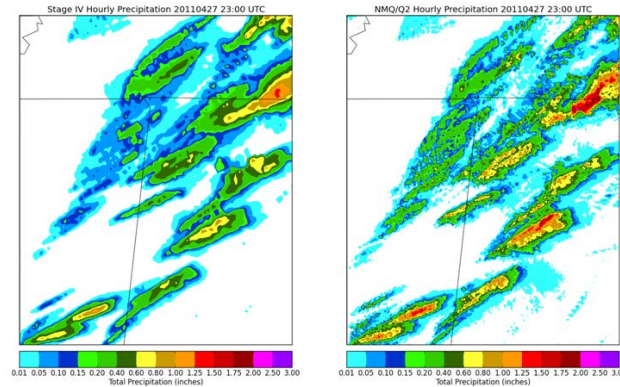 Stage IV Hourly Precipitation 20110427 23:00 UTC
0.01 0.05 0.10 0.15 0.20 0.40 0.60 0.80 1.00 1.25 1.50 1.75 2.00 2.50 3.00
Total Precipitation (inches)
NMQ/Q2 Hourly Precipitation 20110427 23:00 UTC
0.01 0.05 0.10 0.15 0.20 0.40 0.60 0.80 1.00 1.25 1.50 1.75 2.00 2.50 3.00
Total Precipitation (inches)